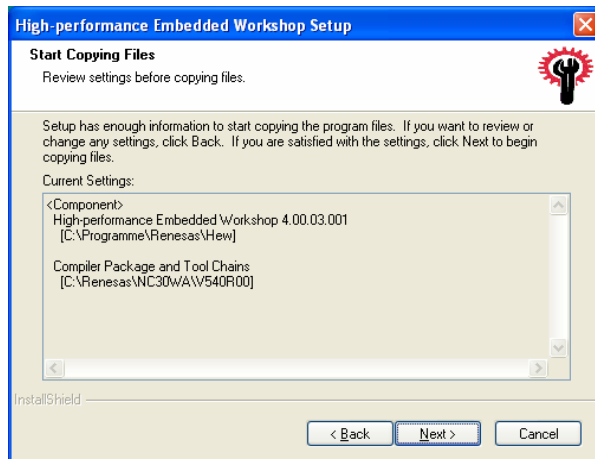 High-performance Embedded Workshop Setup
Start Copying Files
Review settings before copying files.
Setup has enough information to start copying the program files. If you want to review or
change any settings, click Back. If you are satisfied with the settings, click Next to begin
copying files.
Current Settings:
<Component>
High-performance Embedded Workshop 4.00.03.001
[C:\Programme\Renesas\Hew]
Compiler Package and Tool Chains
[C:\Renesas\NC30WA\V540R00]
InstallShield
< Back
Next >
Cancel